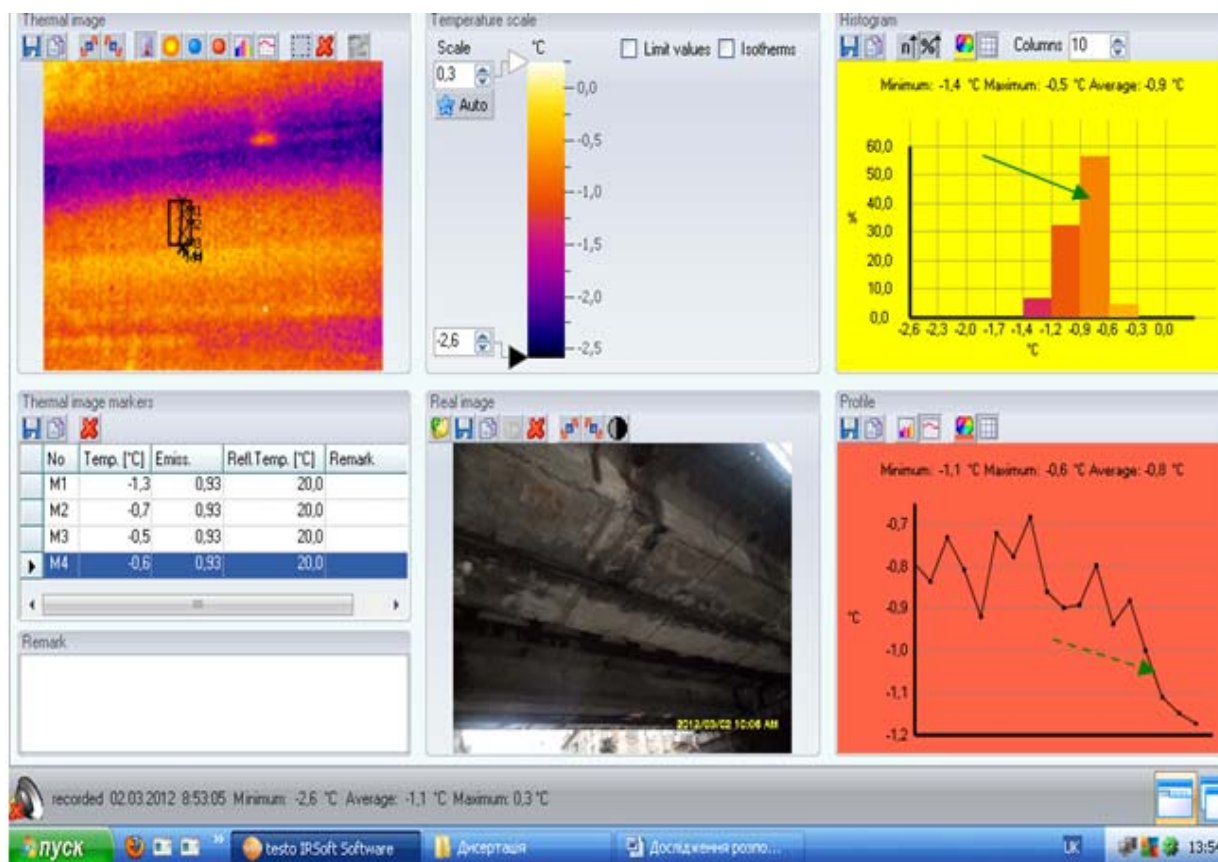 Thermal image
Temperature scale
Histogram
Scale
°C
Limit values
Isotherms
0,3
Auto
-2,6
0,0
-0,5
-1,0
-1,5
-2,0
-2,5
n
%
Columns 10
Minimum: -1,4 °C Maximum: -0,5 °C Average: -0,9 °C
60,0
50,0
40,0
30,0
20,0
10,0
0,0
%
-2,6 -2,3 -2,0 -1,7 -1,4 -1,2 -0,9 -0,6 -0,3 0,0
°C
M1
M2
M3
M4
Thermal image markers
No Temp. [°C] Emiss. Refl.Temp. [°C] Remark
M1 -1,3 0,93 20,0
M2 -0,7 0,93 20,0
M3 -0,5 0,93 20,0
M4 -0,6 0,93 20,0
Remark
Real image
2012/03/02 10:06 AM
Profile
Minimum: -1,1 °C Maximum: -0,6 °C Average: -0,8 °C
-0,7
-0,8
-0,9
-1,0
-1,1
-1,2
°C
recorded 02.03.2012 8:53:05 Minimum: -2,6 °C Average: -1,1 °C Maximum: 0,3 °C
пуск
»
testo IRSoft Software
Дисертація
Дослідження розпо...
UK
13:54